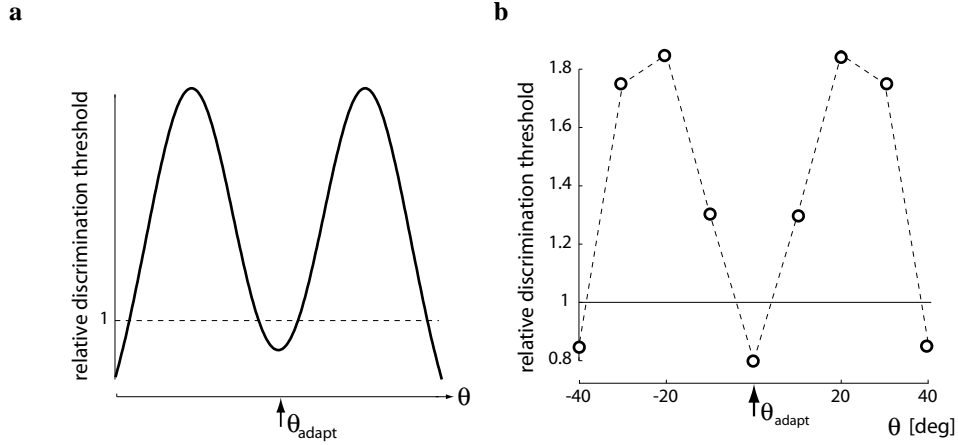 a
relative discrimination threshold
1
θ
θadapt
b
relative discrimination threshold
1.8
1.6
1.4
1.2
1
0.8
-40
-20
0
20
40
θadapt
θ [deg]